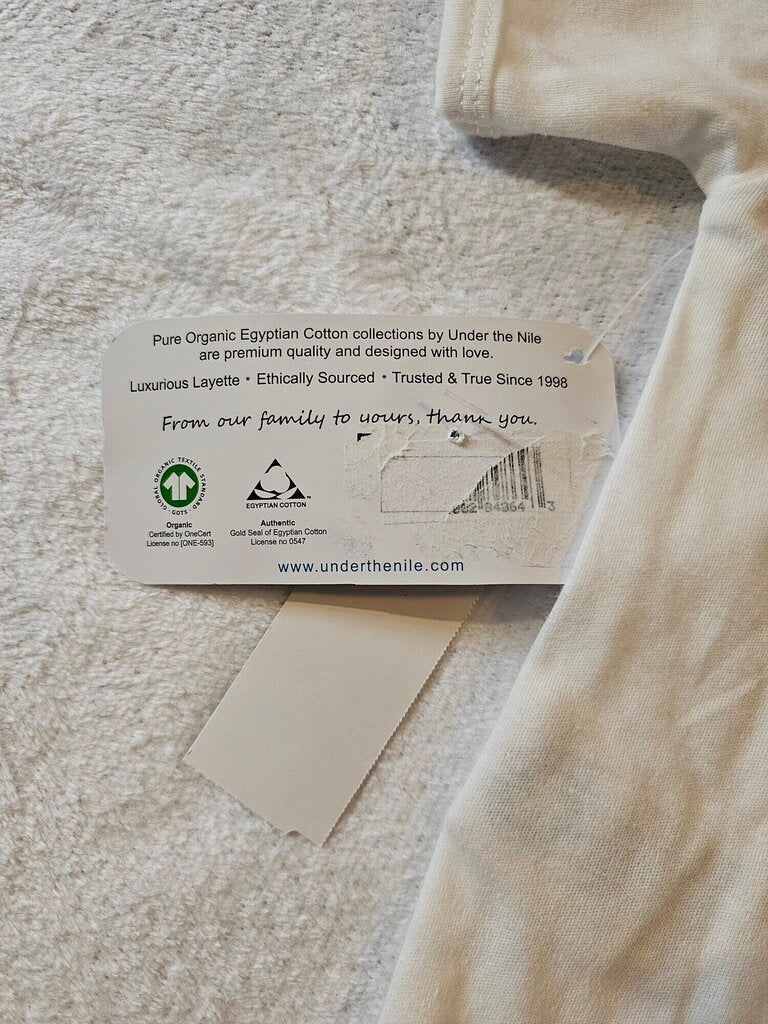 Pure Organic Egyptian Cotton collections by Under the Nile
are premium quality and designed with love.
Luxurious Layette • Ethically Sourced • Trusted & True Since 1998
From our family to yours, thank you.
GLOBAL ORGANIC TEXTILE STANDARD · GOTS ·
Organic
Certified by OneCert
License no [ONE-593]
EGYPTIAN COTTON™
Authentic
Gold Seal of Egyptian Cotton
License no 0547
84364 3
www.underthenile.com